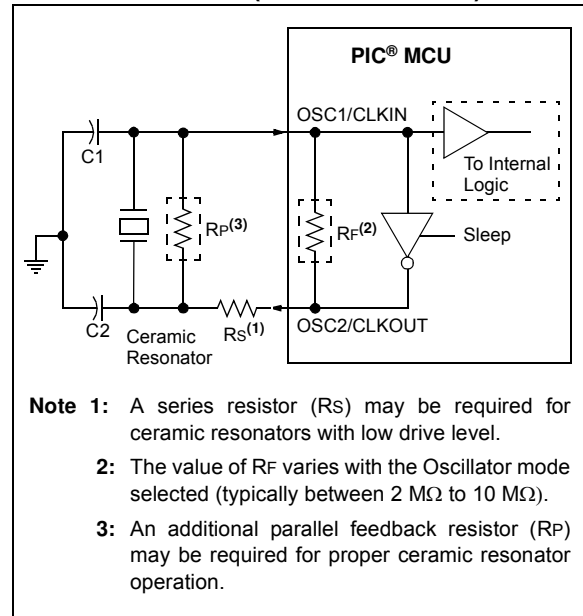 PIC® MCU
OSC1/CLKIN
C1
To Internal
Logic
RP(3)
RF(2)
Sleep
C2
Ceramic
Resonator
RS(1)
OSC2/CLKOUT
Note 1: A series resistor (RS) may be required for
ceramic resonators with low drive level.
2: The value of RF varies with the Oscillator mode
selected (typically between 2 MΩ to 10 MΩ).
3: An additional parallel feedback resistor (RP)
may be required for proper ceramic resonator
operation.